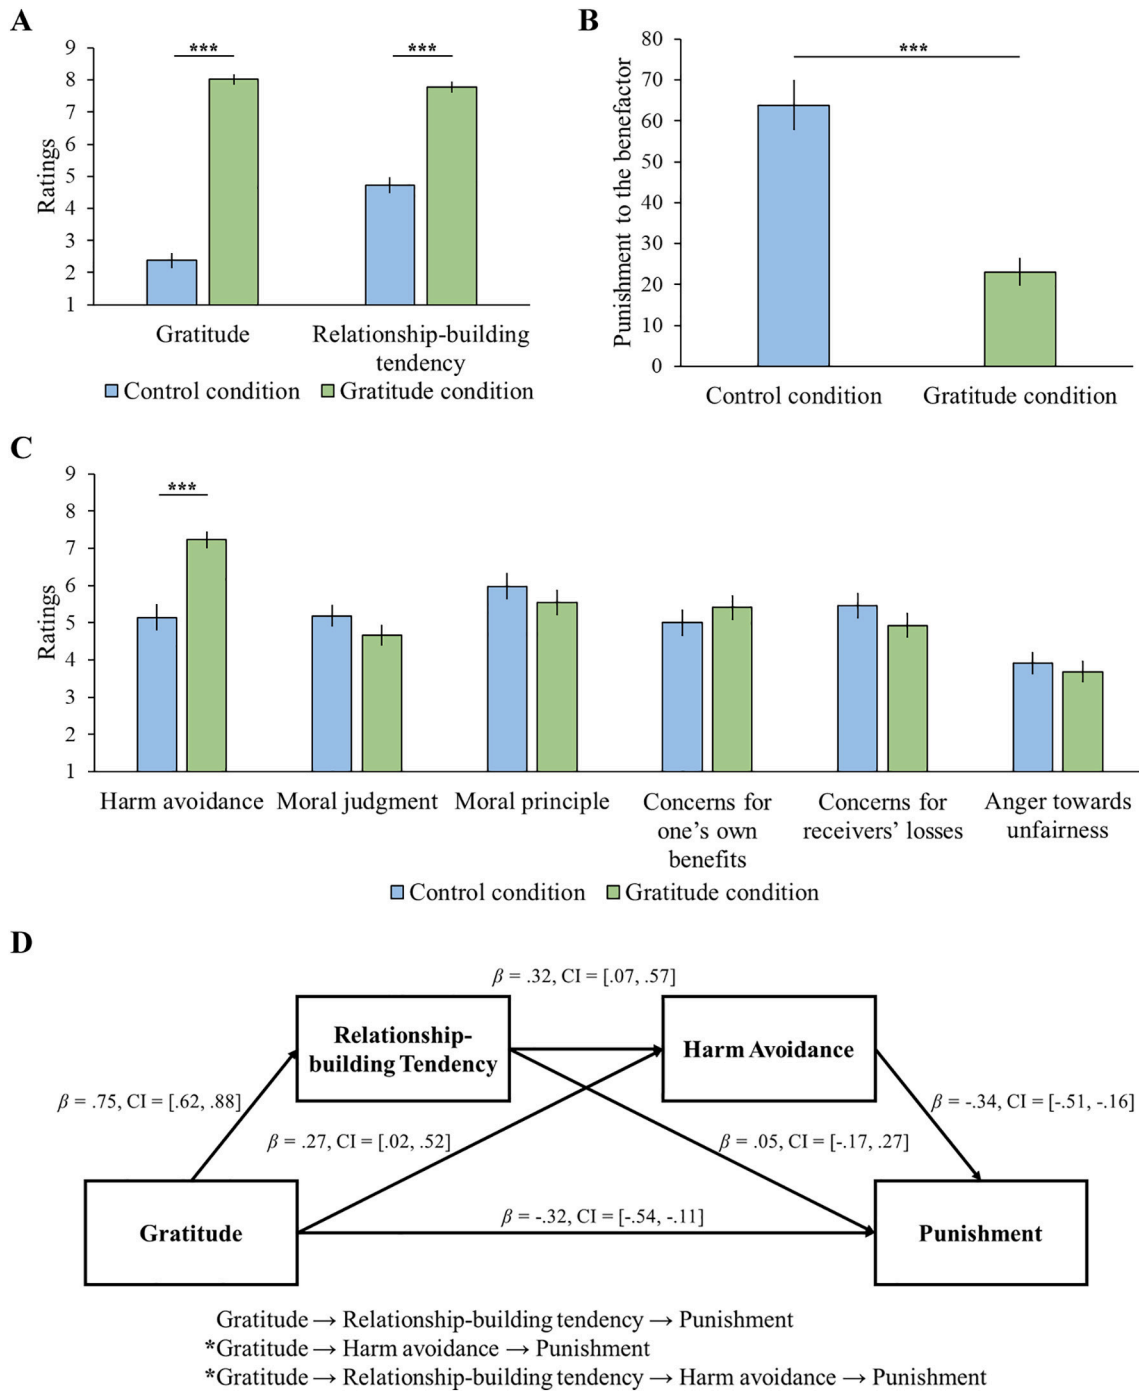 A
Ratings
9
8
7
6
5
4
3
2
1
***
***
Gratitude
Relationship-building
tendency
Control condition
Gratitude condition
B
Punishment to the benefactor
80
70
60
50
40
30
20
10
0
***
Control condition
Gratitude condition
C
Ratings
9
8
7
6
5
4
3
2
1
***
Harm avoidance
Moral judgment
Moral principle
Concerns for
one’s own
benefits
Concerns for
receivers’ losses
Anger towards
unfairness
Control condition
Gratitude condition
D
β = .32, CI = [.07, .57]
Relationship-
building Tendency
Harm Avoidance
β = .75, CI = [.62, .88]
β = -.34, CI = [-.51, -.16]
β = .27, CI = [.02, .52]
β = .05, CI = [-.17, .27]
Gratitude
β = -.32, CI = [-.54, -.11]
Punishment
Gratitude → Relationship-building tendency → Punishment
*Gratitude → Harm avoidance → Punishment
*Gratitude → Relationship-building tendency → Harm avoidance → Punishment